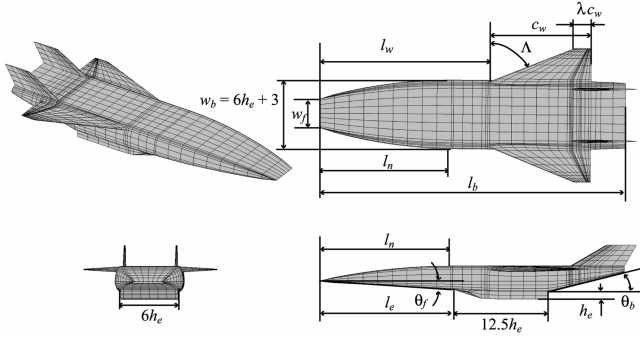 λc_w
c_w
l_w
Λ
w_b = 6h_e + 3
w_f
l_n
l_b
l_n
θ_f
l_e
12.5h_e
h_e
θ_b
6h_e